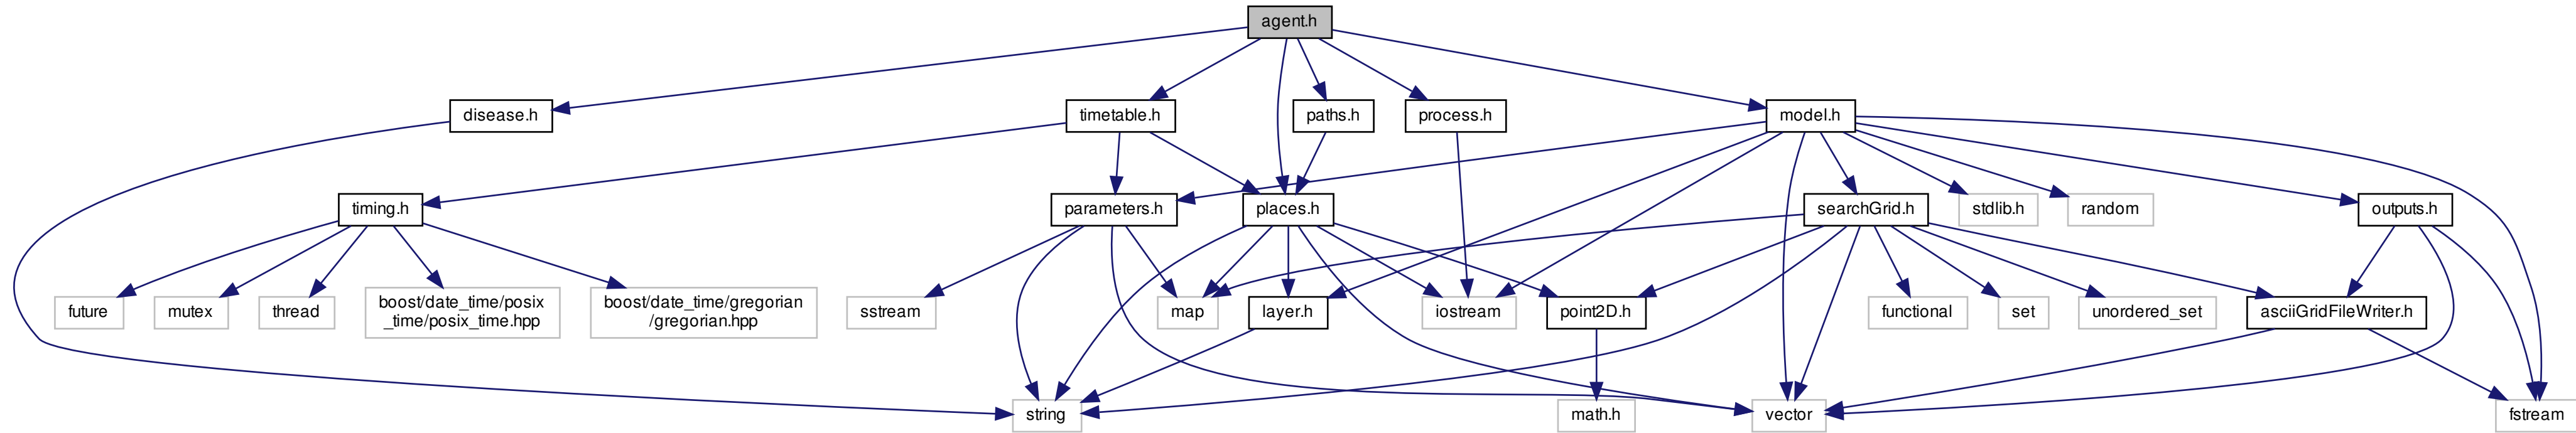 agent.h
disease.h
timetable.h
paths.h
process.h
model.h
timing.h
parameters.h
places.h
searchGrid.h
stdlib.h
random
outputs.h
future
mutex
thread
boost/date_time/posix
_time/posix_time.hpp
boost/date_time/gregorian
/gregorian.hpp
sstream
map
layer.h
iostream
point2D.h
functional
set
unordered_set
asciiGridFileWriter.h
string
math.h
vector
fstream